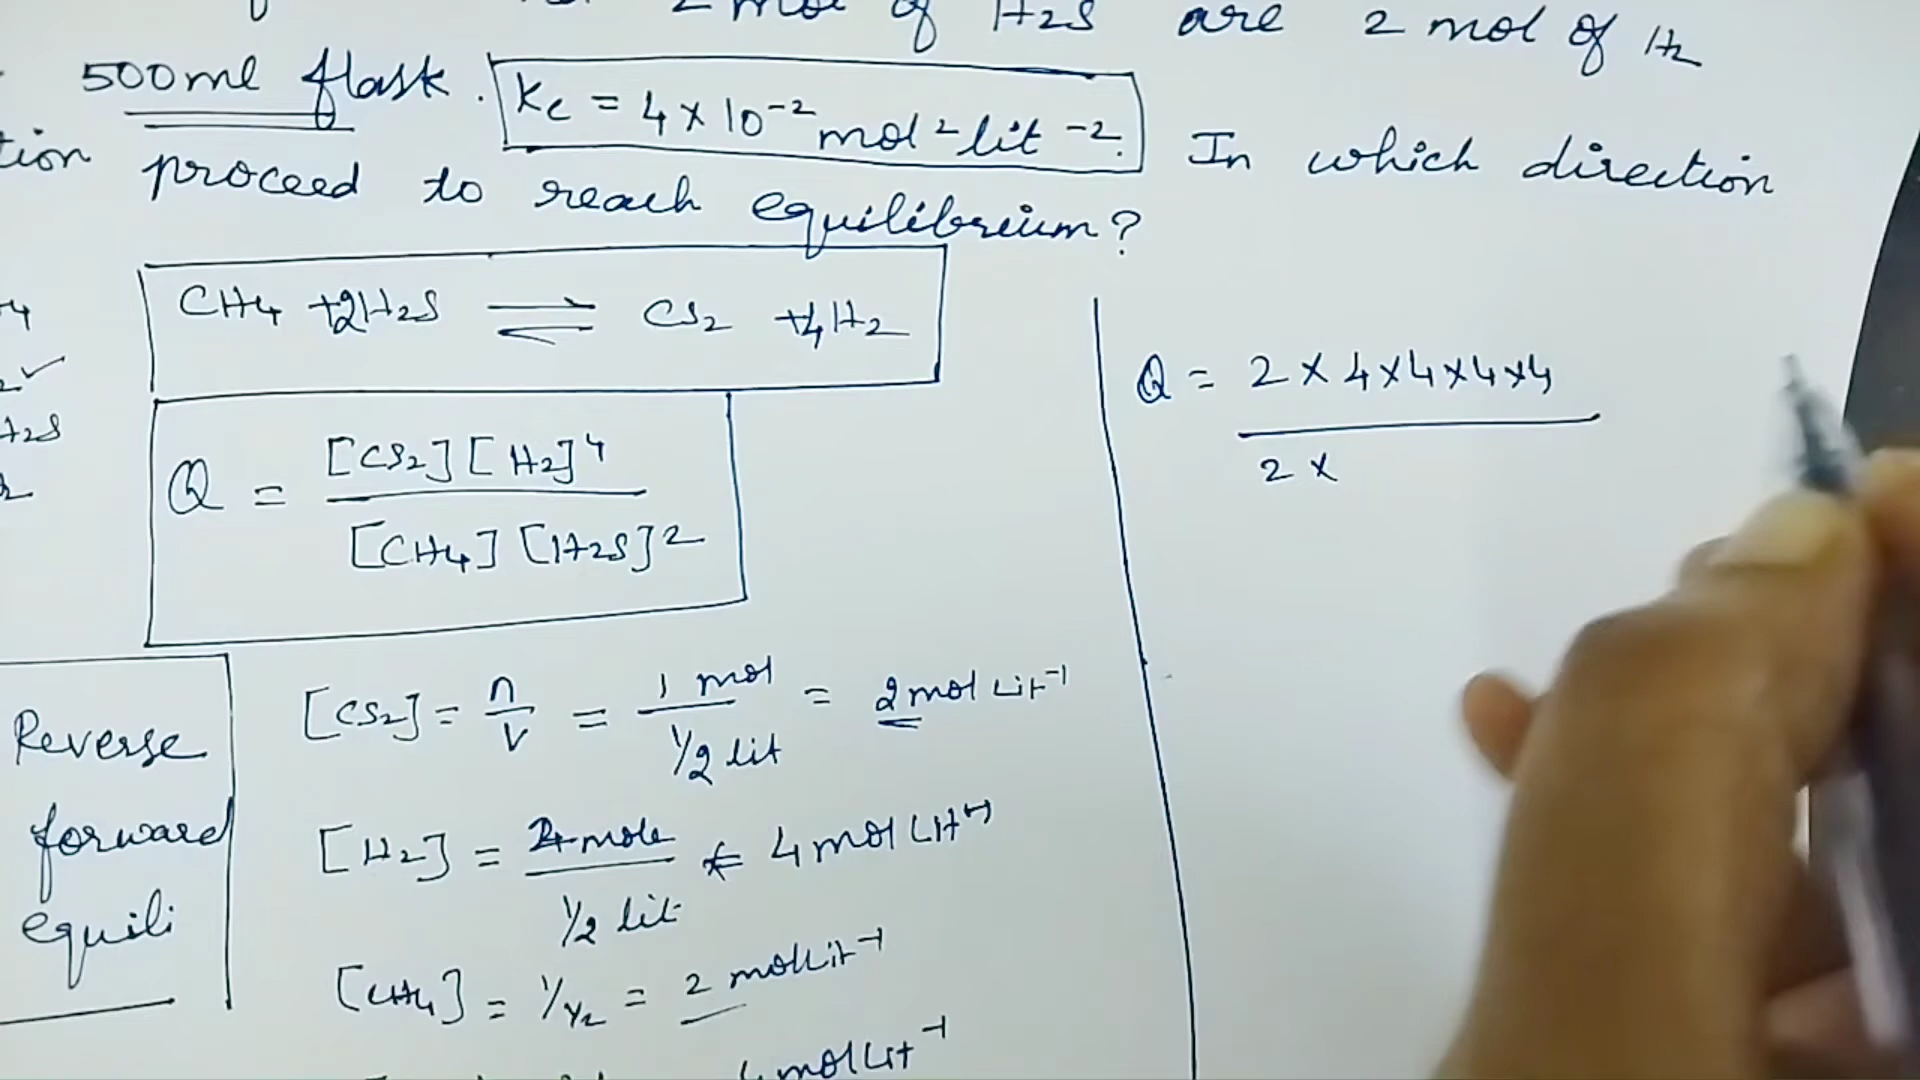 2 mol of H2S are 2 mol of H2
500ml flask. Kc = 4 × 10⁻² mol² lit⁻². In which direction
tion proceed to reach equilibrium?
CH4 + 2H2S ⇌ CS2 + 4H2
Q = [CS2] [H2]⁴ / [CH4] [H2S]²
Q = 2 × 4 × 4 × 4 × 4 / 2 ×
Reverse
forward
equili
[CS2] = n/V = 1 mol / 1/2 lit = 2 mol Lit⁻¹
[H2] = 2 mole / 1/2 lit = 4 mol Lit⁻¹
[CH4] = 1/½ = 2 mol Lit⁻¹
4 mol Lit⁻¹